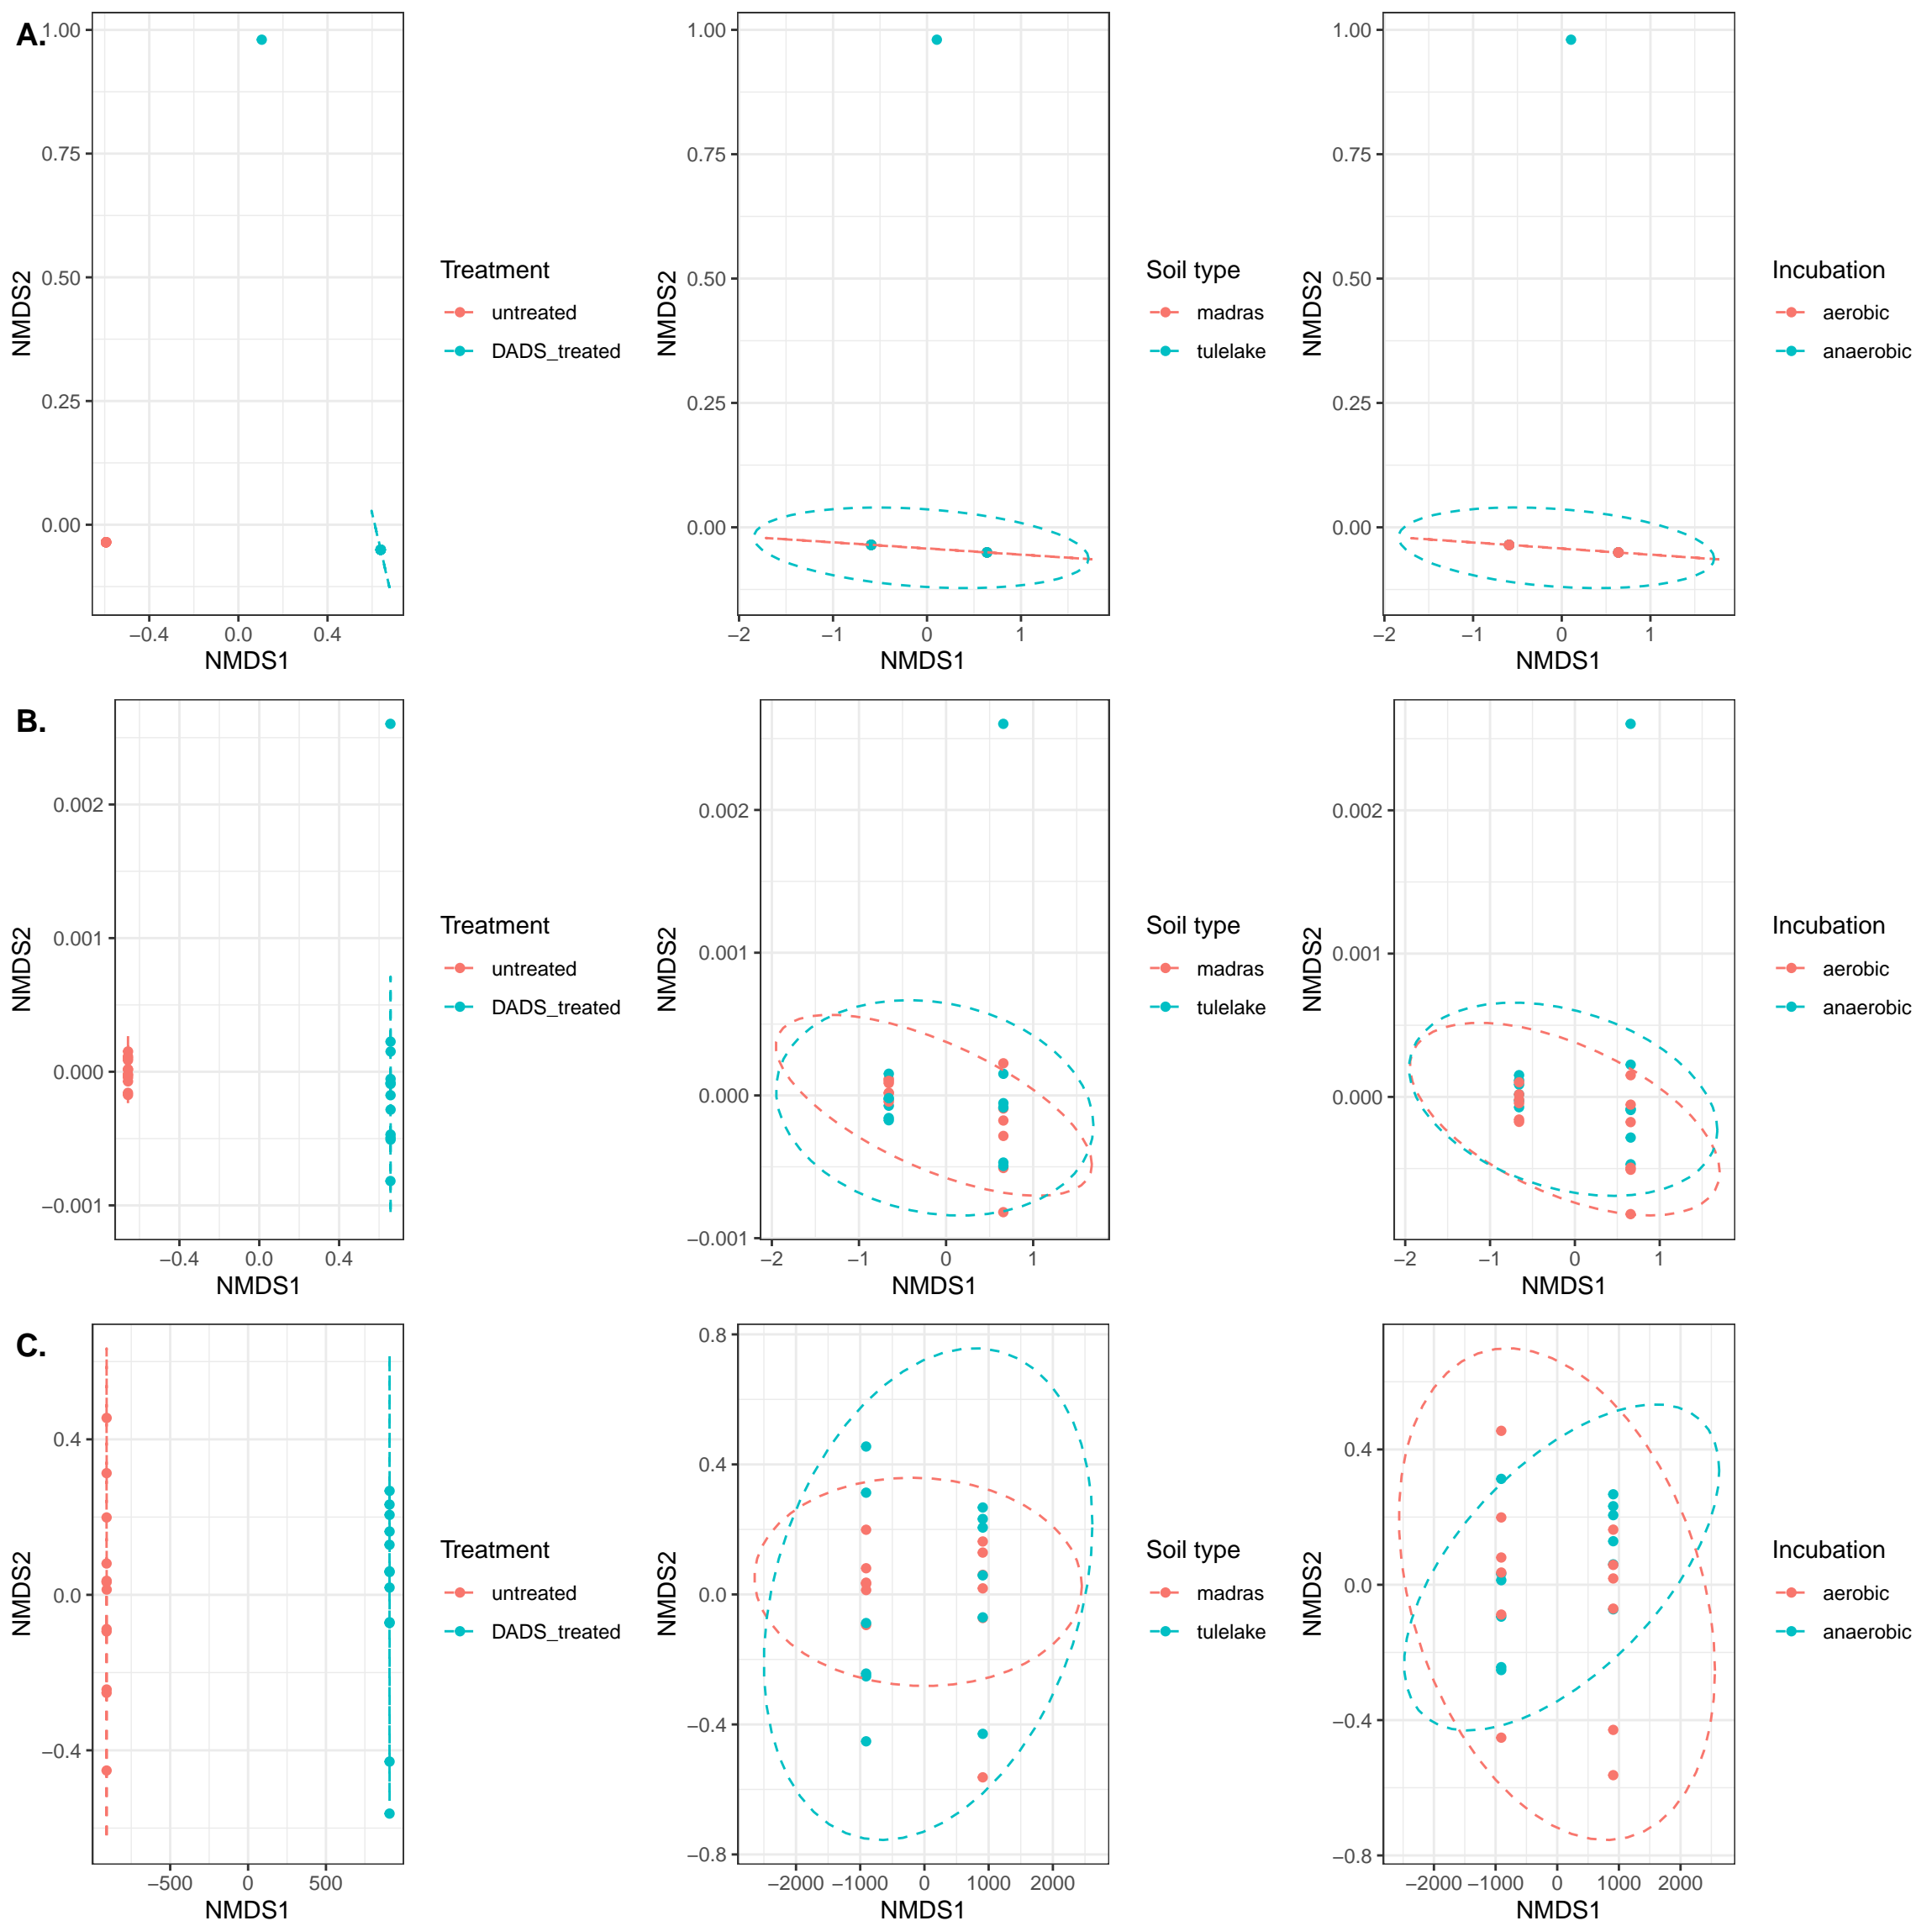 A.
1.00
0.75
0.50
0.25
0.00
NMDS2
−0.4 0.0 0.4
NMDS1
Treatment
untreated
DADS_treated
1.00
0.75
0.50
0.25
0.00
NMDS2
−2 −1 0 1
NMDS1
Soil type
madras
tulelake
1.00
0.75
0.50
0.25
0.00
NMDS2
−2 −1 0 1
NMDS1
Incubation
aerobic
anaerobic
B.
0.002
0.001
0.000
−0.001
NMDS2
−0.4 0.0 0.4
NMDS1
Treatment
untreated
DADS_treated
0.002
0.001
0.000
−0.001
NMDS2
−2 −1 0 1
NMDS1
Soil type
madras
tulelake
0.002
0.001
0.000
NMDS2
−2 −1 0 1
NMDS1
Incubation
aerobic
anaerobic
C.
0.4
0.0
−0.4
NMDS2
−500 0 500
NMDS1
Treatment
untreated
DADS_treated
0.8
0.4
0.0
−0.4
−0.8
NMDS2
−2000 −1000 0 1000 2000
NMDS1
Soil type
madras
tulelake
0.4
0.0
−0.4
−0.8
NMDS2
−2000 −1000 0 1000 2000
NMDS1
Incubation
aerobic
anaerobic